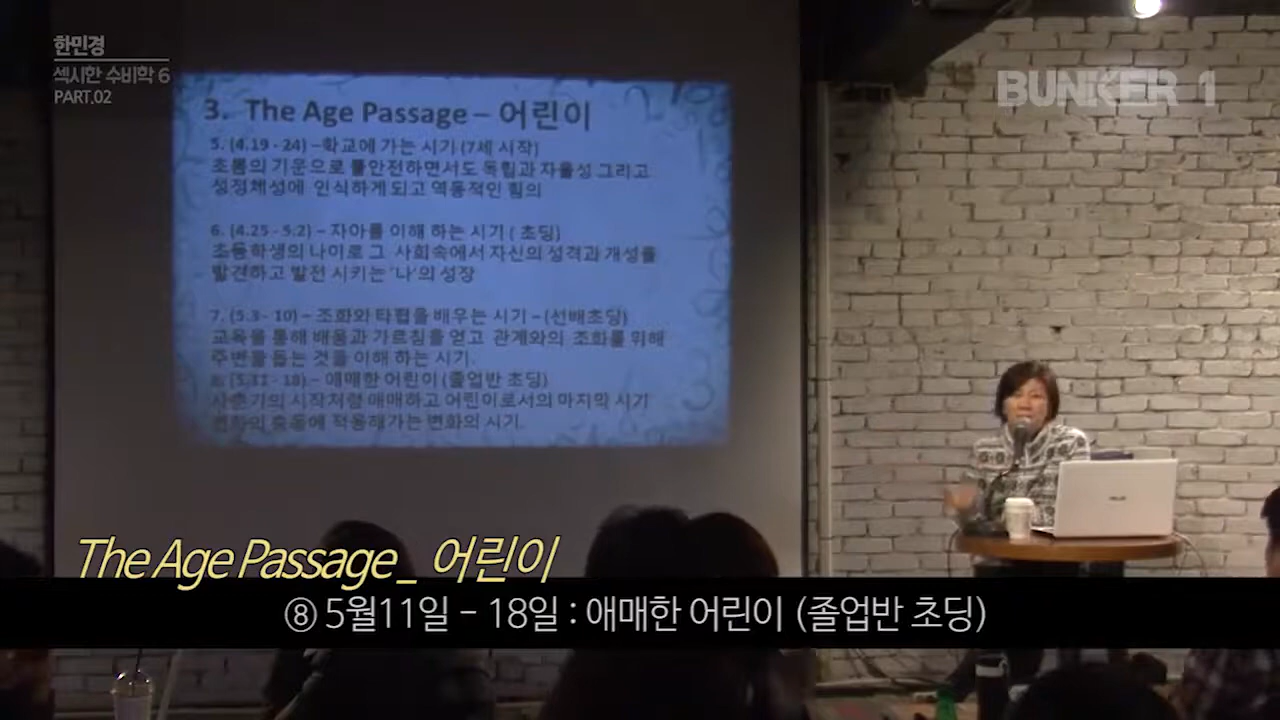 한민경
섹시한 수비학 6
PART.02
BUNKER 1
3. The Age Passage – 어린이
5. (4.19 - 24) –학교에 가는 시기 (7세 시작)
초봄의 기운으로 불안전하면서도 독립과 자율성 그리고
성정체성에 인식하게 되고 역동적인 힘의
6. (4.25 - 5.2) – 자아를 이해 하는 시기 ( 초딩)
초등학생의 나이로 그 사회속에서 자신의 성격과 개성을
발견하고 발전 시키는 '나'의 성장
7. (5.3 - 10) – 조화와 타협을 배우는 시기 – (선배초딩)
교육을 통해 배움과 가르침을 얻고 관계와의 조화를 위해
주변을 돕는 것을 이해 하는 시기.
8. (5.11 - 18) – 애매한 어린이 (졸업반 초딩)
사춘기의 시작처럼 애매하고 어린이로서의 마지막 시기
변화의 충동에 적응해가는 변화의 시기.
ASUS
The Age Passage _ 어린이
⑧ 5월11일 – 18일 : 애매한 어린이 (졸업반 초딩)